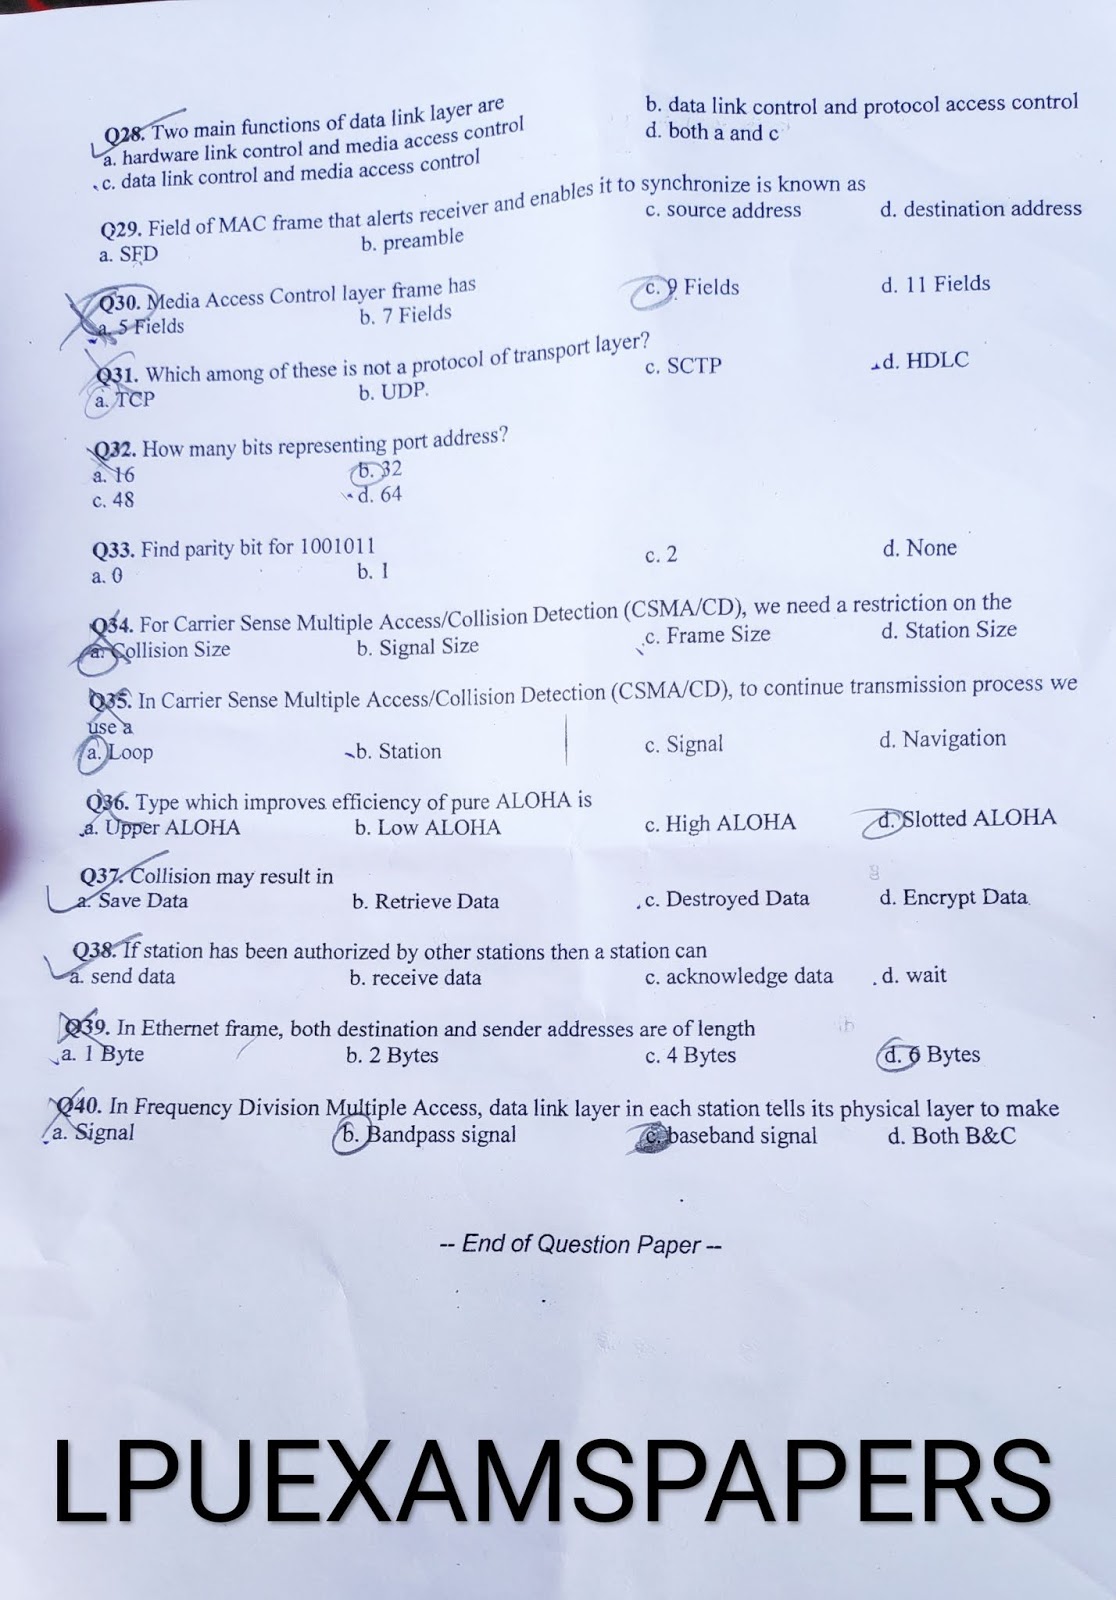 Q28. Two main functions of data link layer are
a. hardware link control and media access control
b. data link control and protocol access control
c. data link control and media access control
d. both a and c
Q29. Field of MAC frame that alerts receiver and enables it to synchronize is known as
a. SFD b. preamble c. source address d. destination address
Q30. Media Access Control layer frame has
a. 5 Fields b. 7 Fields c. 9 Fields d. 11 Fields
Q31. Which among of these is not a protocol of transport layer?
a. TCP b. UDP. c. SCTP d. HDLC
Q32. How many bits representing port address?
a. 16 b. 32
c. 48 d. 64
Q33. Find parity bit for 1001011
a. 0 b. 1 c. 2 d. None
Q34. For Carrier Sense Multiple Access/Collision Detection (CSMA/CD), we need a restriction on the
a. Collision Size b. Signal Size c. Frame Size d. Station Size
Q35. In Carrier Sense Multiple Access/Collision Detection (CSMA/CD), to continue transmission process we
use a
a. Loop b. Station c. Signal d. Navigation
Q36. Type which improves efficiency of pure ALOHA is
a. Upper ALOHA b. Low ALOHA c. High ALOHA d. Slotted ALOHA
Q37. Collision may result in
a. Save Data b. Retrieve Data c. Destroyed Data d. Encrypt Data
Q38. If station has been authorized by other stations then a station can
a. send data b. receive data c. acknowledge data d. wait
Q39. In Ethernet frame, both destination and sender addresses are of length
a. 1 Byte b. 2 Bytes c. 4 Bytes d. 6 Bytes
Q40. In Frequency Division Multiple Access, data link layer in each station tells its physical layer to make
a. Signal b. Bandpass signal c. baseband signal d. Both B&C
-- End of Question Paper --
LPUEXAMSPAPERS